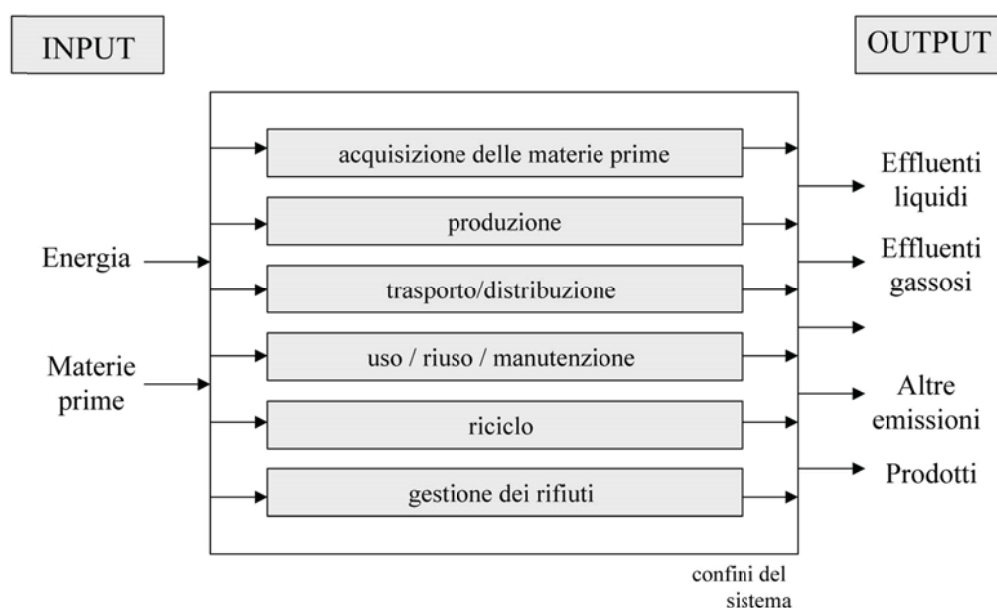 INPUT
OUTPUT
acquisizione delle materie prime
produzione
trasporto/distribuzione
uso / riuso / manutenzione
riciclo
gestione dei rifiuti
Energia
Materie
prime
Effluenti
liquidi
Effluenti
gassosi
Altre
emissioni
Prodotti
confini del
sistema